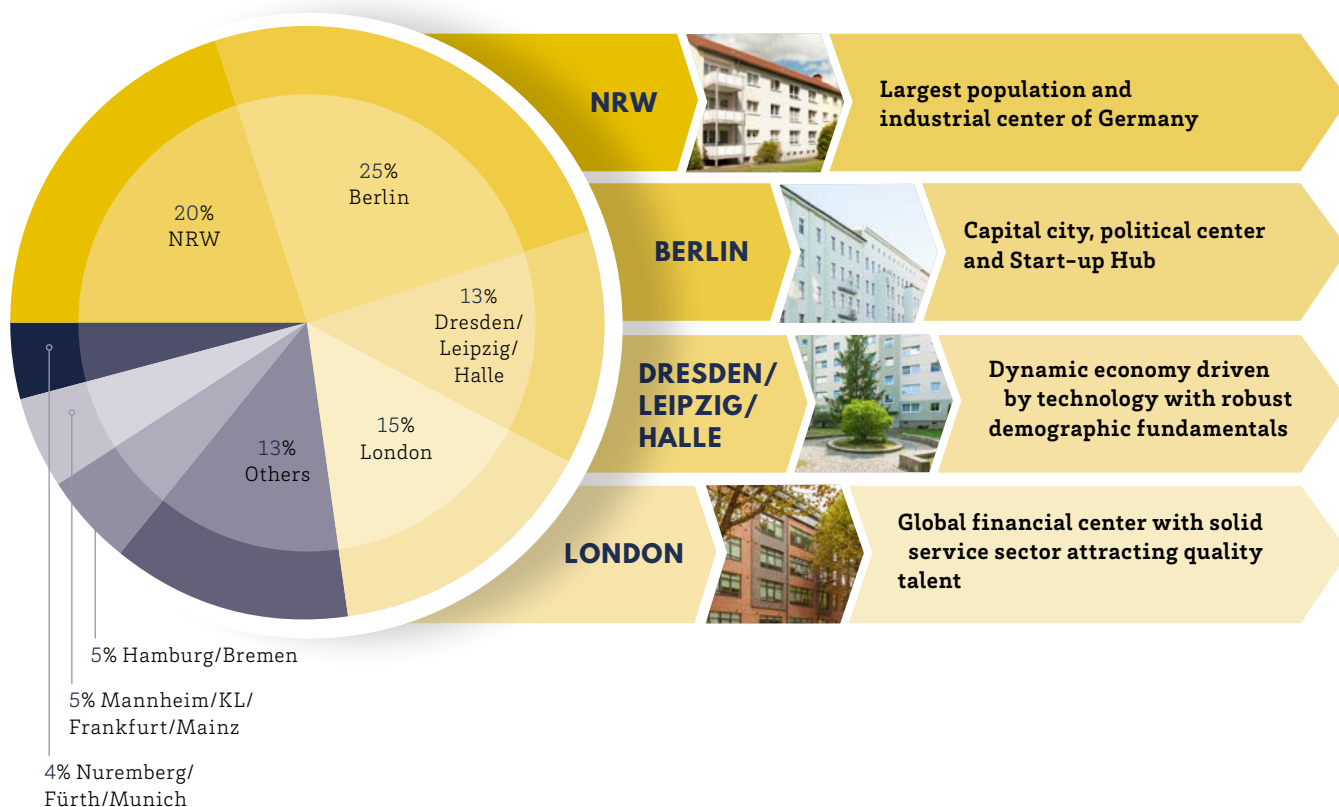 25%
Berlin
20%
NRW
13%
Dresden/
Leipzig/
Halle
15%
London
13%
Others
5% Hamburg/Bremen
5% Mannheim/KL/
Frankfurt/Mainz
4% Nuremberg/
Fürth/Munich
NRW
Largest population and
industrial center of Germany
BERLIN
Capital city, political center
and Start-up Hub
DRESDEN/
LEIPZIG/
HALLE
Dynamic economy driven
by technology with robust
demographic fundamentals
LONDON
Global financial center with solid
service sector attracting quality
talent